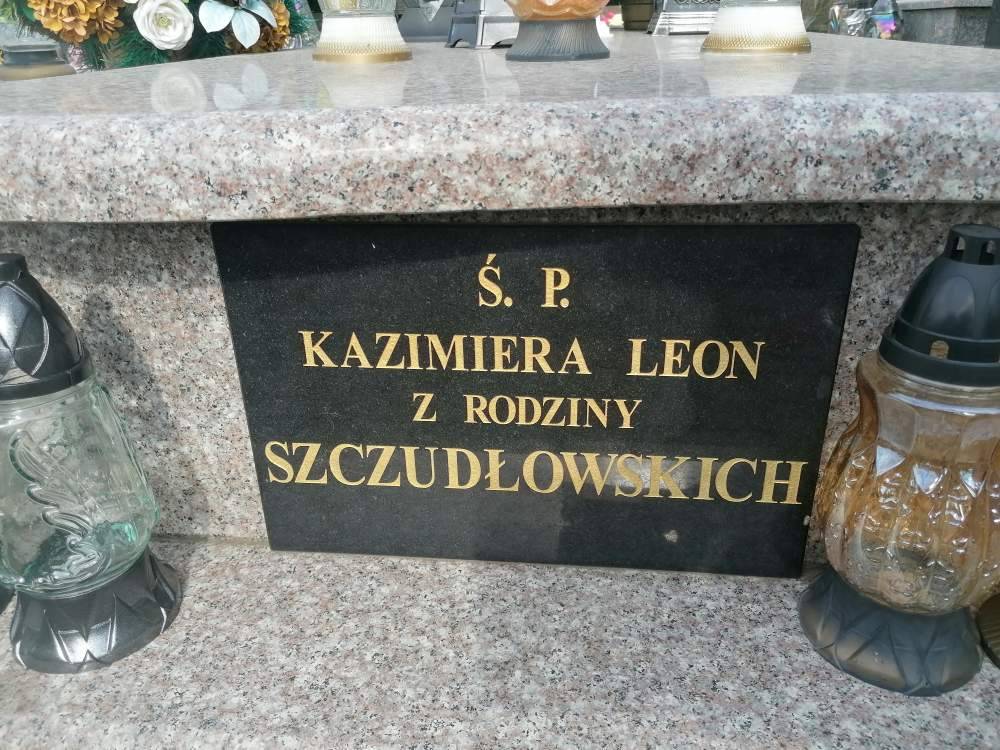 Ś. P.
KAZIMIERA LEON
Z RODZINY
SZCZUDŁOWSKICH